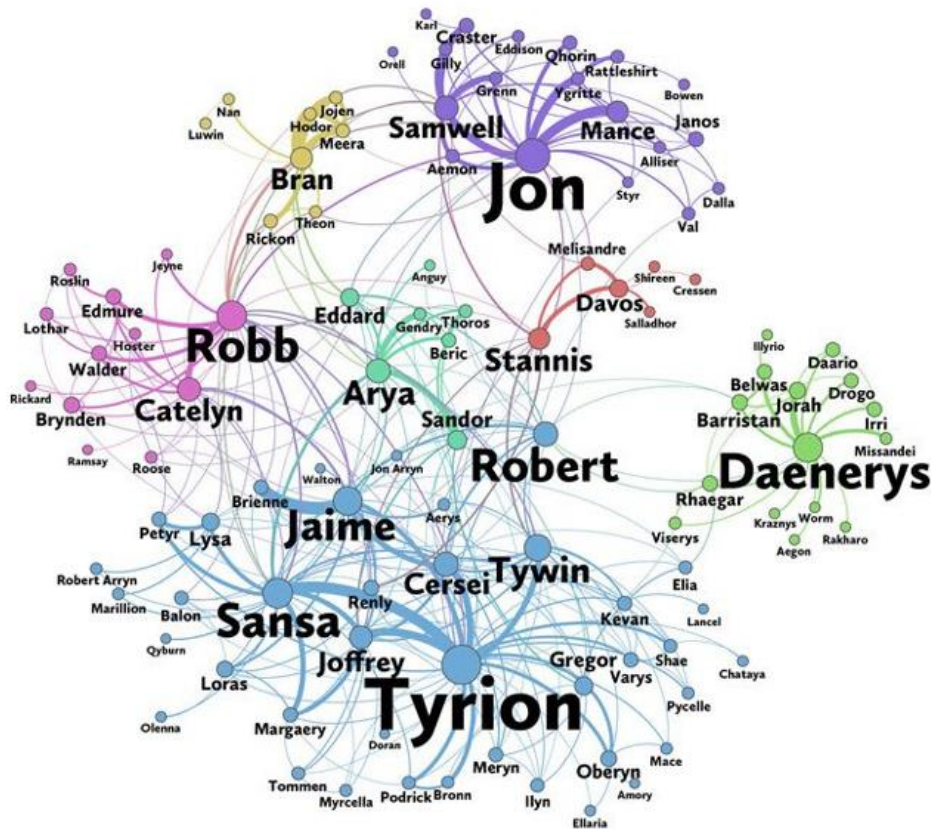 Karl
Craster
Eddison
Qhorin
Gilly
Orell
Rattleshirt
Grenn
Ygritte
Bowen
Nan
Jojen
Hodor
Samwell
Mance
Janos
Luwin
Meera
Alliser
Aemon
Bran
Jon
Styr
Dalla
Theon
Val
Rickon
Melisandre
Jeyne
Anguy
Shireen
Roslin
Cressen
Edmure
Eddard
Davos
Lothar
Gendry
Thoros
Salladhor
Hoster
Robb
Beric
Stannis
Illyrio
Walder
Daario
Arya
Belwas
Drogo
Rickard
Catelyn
Jorah
Brynden
Sandor
Barristan
Irri
Missandei
Ramsay
Roose
Jon Arryn
Robert
Daenerys
Walton
Rhaegar
Brienne
Aerys
Kraznys
Worm
Petyr
Jaime
Viserys
Rakharo
Lysa
Aegon
Tywin
Robert Arryn
Cersei
Elia
Marillion
Renly
Balon
Sansa
Kevan
Lancel
Qyburn
Joffrey
Gregor
Shae
Loras
Varys
Chataya
Tyrion
Pycelle
Olenna
Margaery
Doran
Meryn
Mace
Oberyn
Tommen
Myrcella
Podrick
Bronn
Ilyn
Amory
Ellaria